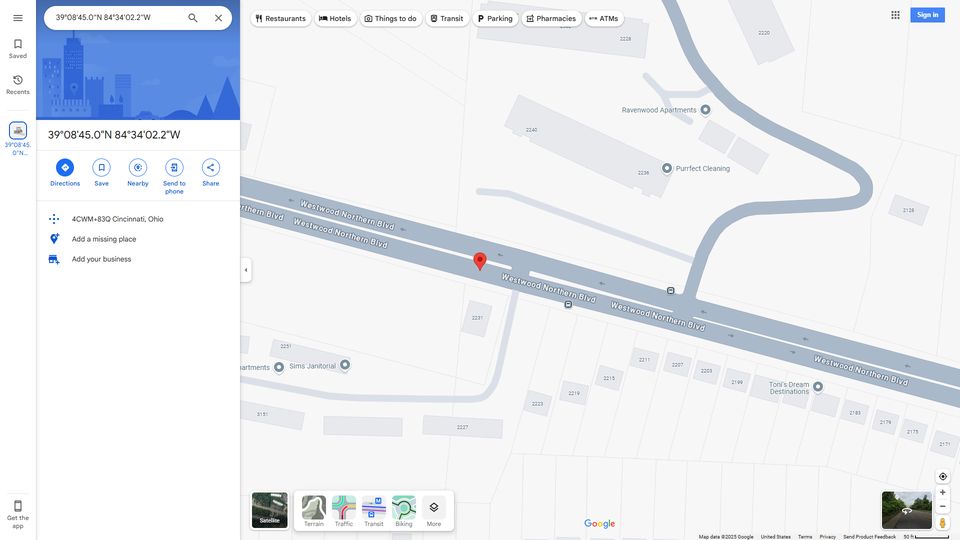 39°08'45.0"N 84°34'02.2"W
Restaurants
Hotels
Things to do
Transit
Parking
Pharmacies
ATMs
Sign in
Saved
Recents
39°08'45.
0"N...
Get the
app
39°08'45.0"N 84°34'02.2"W
Directions
Save
Nearby
Send to
phone
Share
4CWM+83Q Cincinnati, Ohio
Add a missing place
Add your business
2228
2220
Ravenwood Apartments
2240
2236
Purrfect Cleaning
2128
Westwood Northern Blvd
rthern Blvd
Westwood Northern Blvd
Westwood Northern Blvd
Westwood Northern Blvd
Westwood Northern Blvd
2231
2251
artments
Sims Janitorial
3151
2227
2223
2219
2215
2211
2207
2203
2199
Toni's Dream
Destinations
2183
2179
2175
2171
Satellite
Terrain
Traffic
Transit
Biking
More
Google
Map data ©2025 Google
United States
Terms
Privacy
Send Product Feedback
50 ft